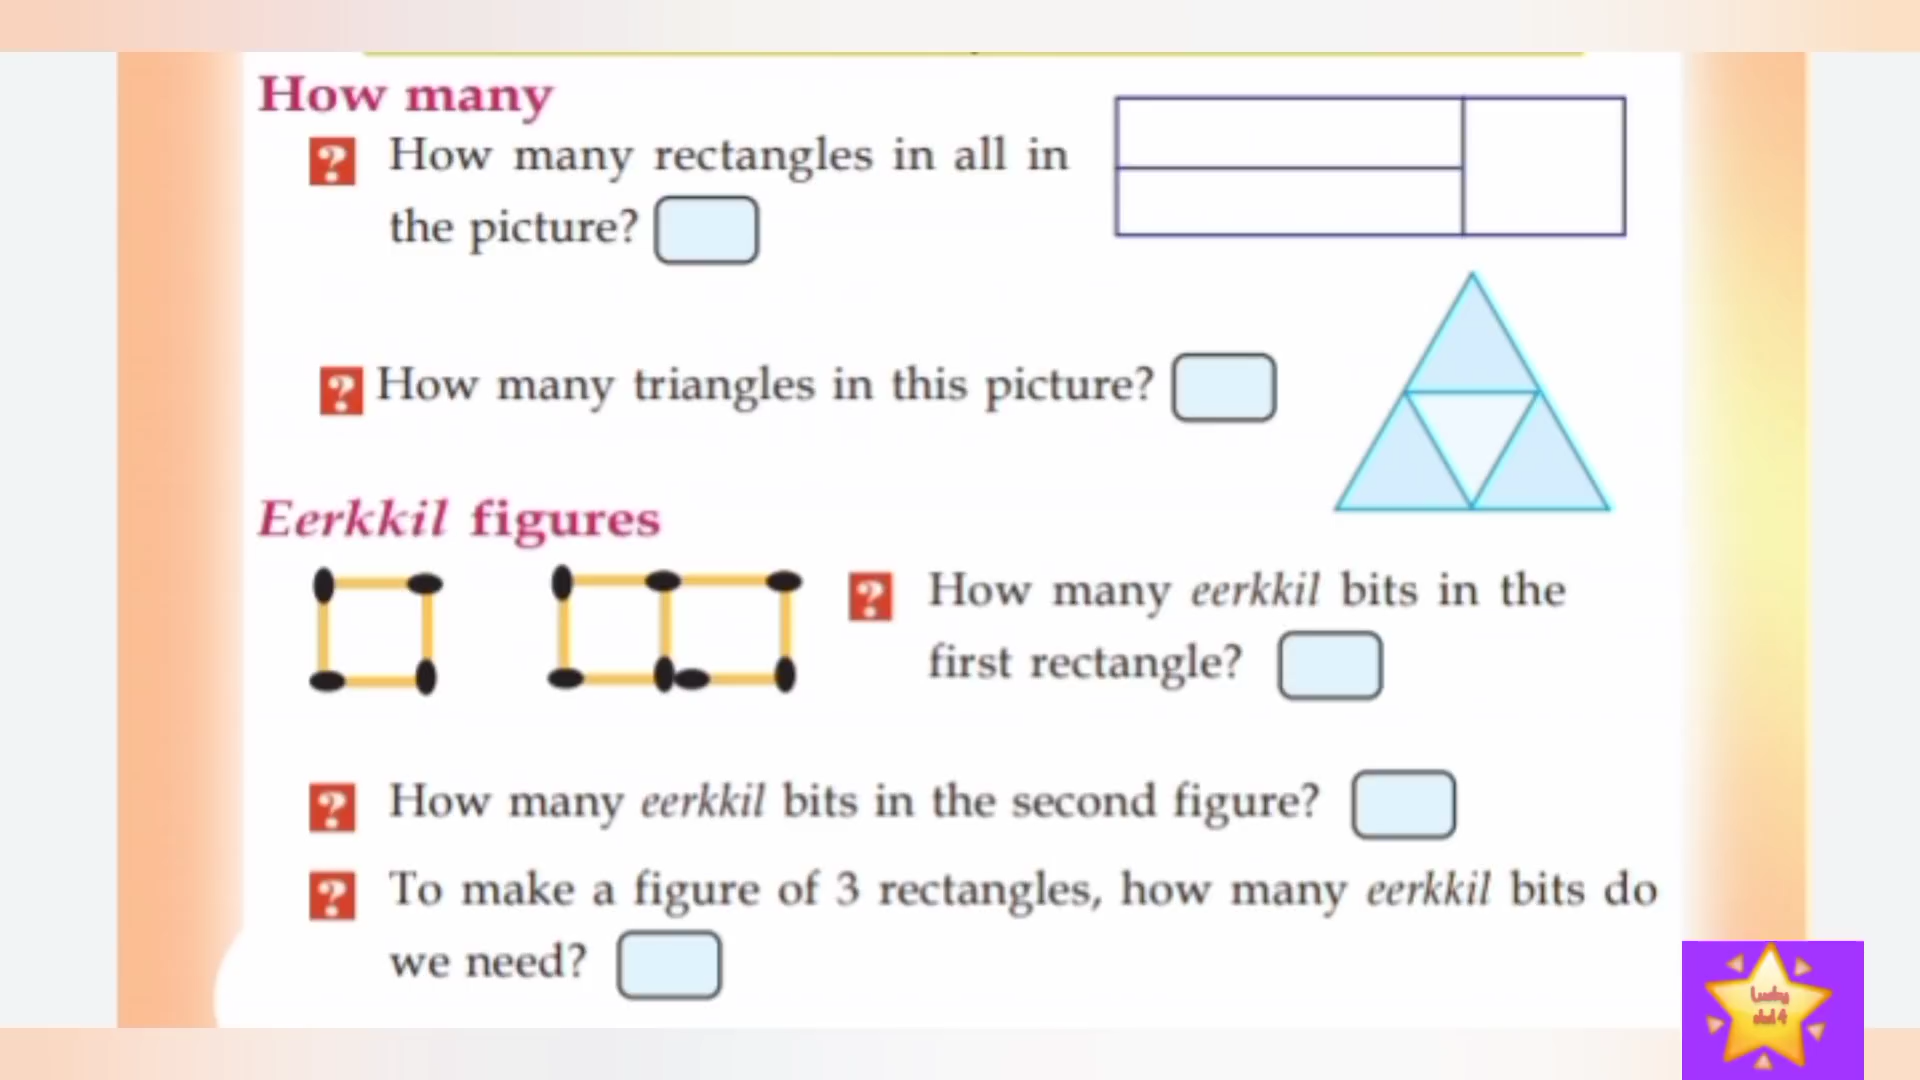 How many
? How many rectangles in all in
the picture?
? How many triangles in this picture?
Eerkkil figures
? How many eerkkil bits in the
first rectangle?
? How many eerkkil bits in the second figure?
? To make a figure of 3 rectangles, how many eerkkil bits do
we need?